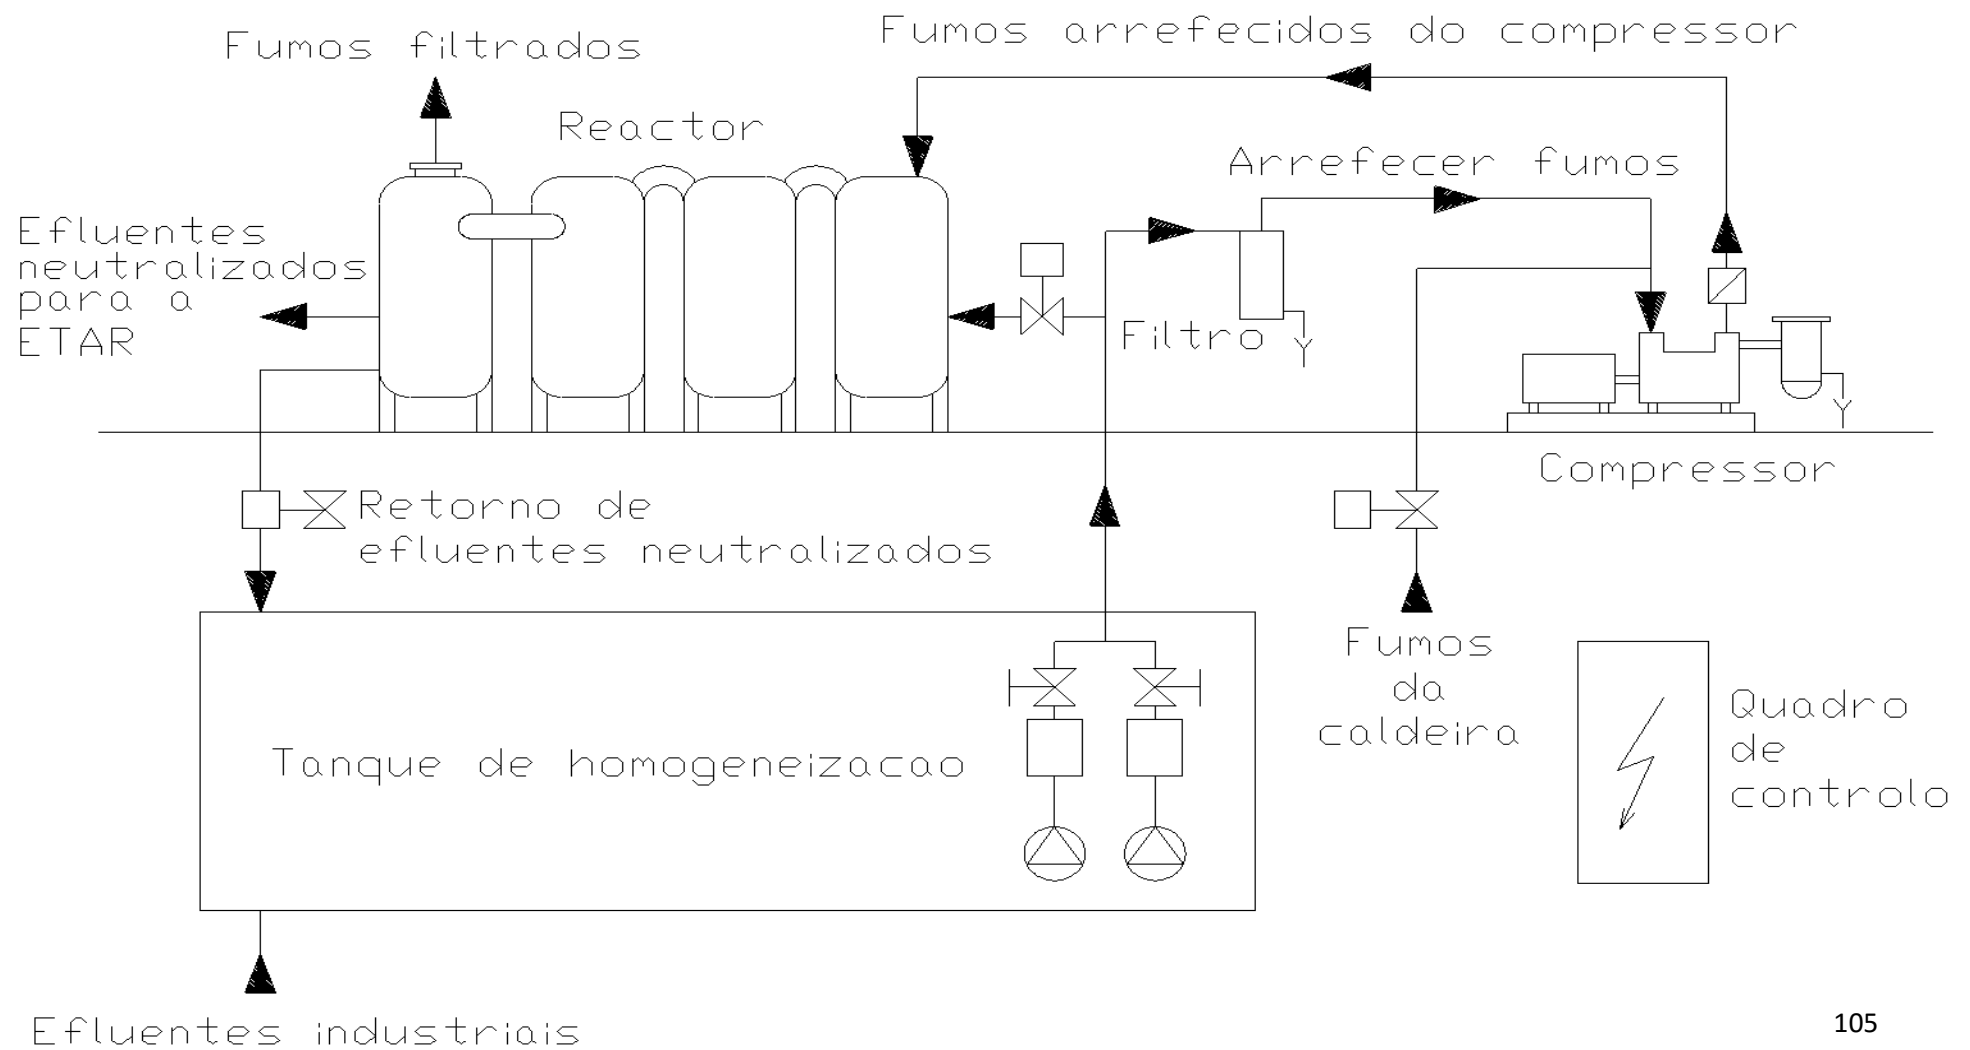 Fumos filtrados
Fumos arrefecidos do compressor
Reactor
Arrefecer fumos
Efluentes
neutralizados
para a
ETAR
Filtro
Compressor
Retorno de
efluentes neutralizados
Fumos
da
caldeira
Quadro
de
controlo
Tanque de homogeneizacao
Efluentes industriais
105